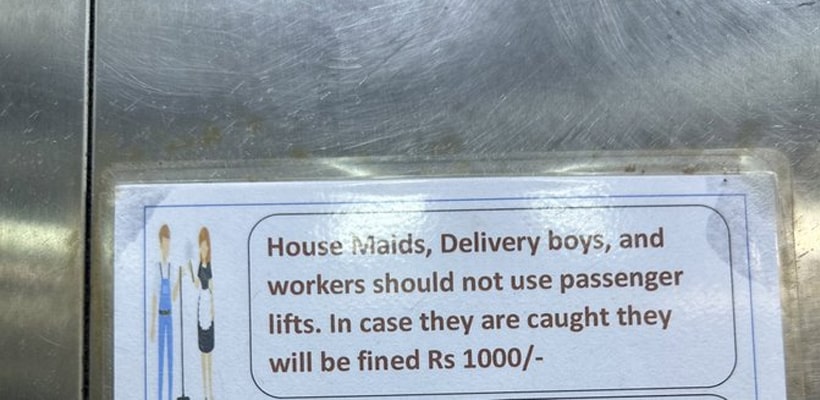 House Maids, Delivery boys, and
workers should not use passenger
lifts. In case they are caught they
will be fined Rs 1000/-